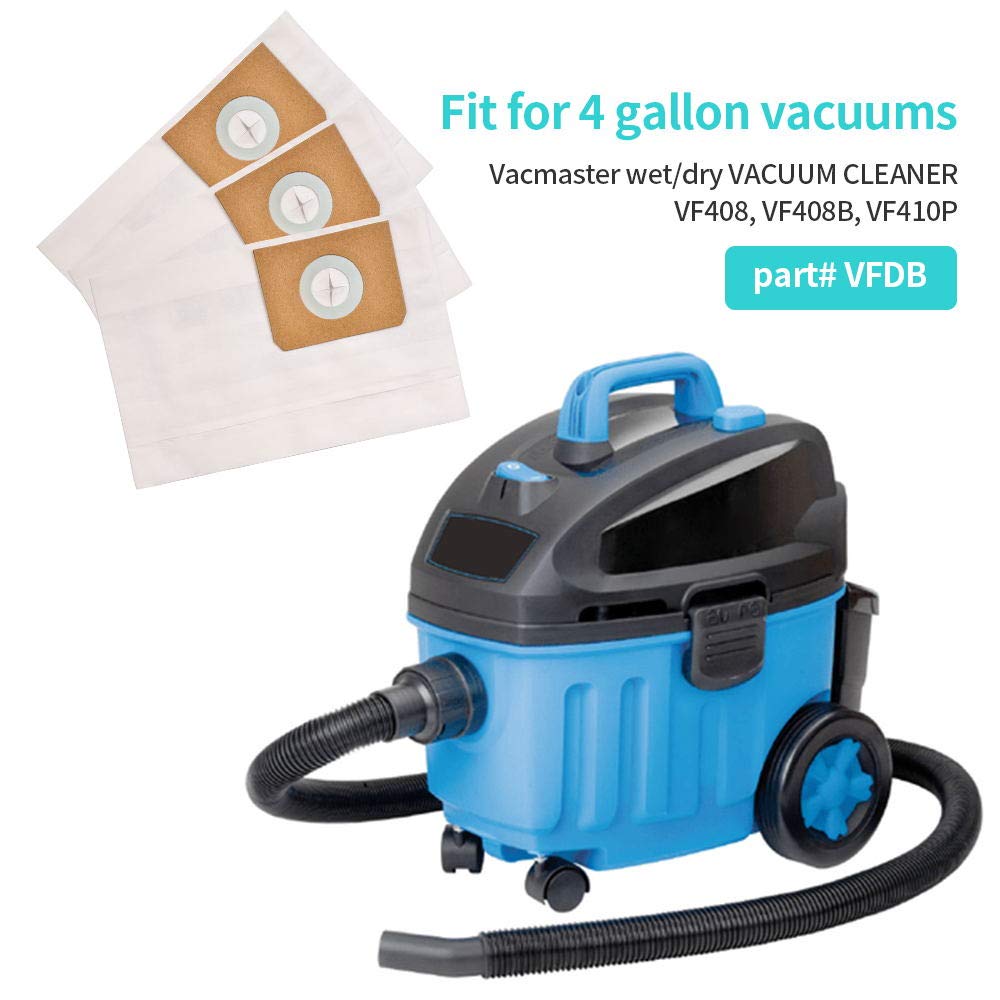 Fit for 4 gallon vacuums
Vacmaster wet/dry VACUUM CLEANER
VF408, VF408B, VF410P
part# VFDB